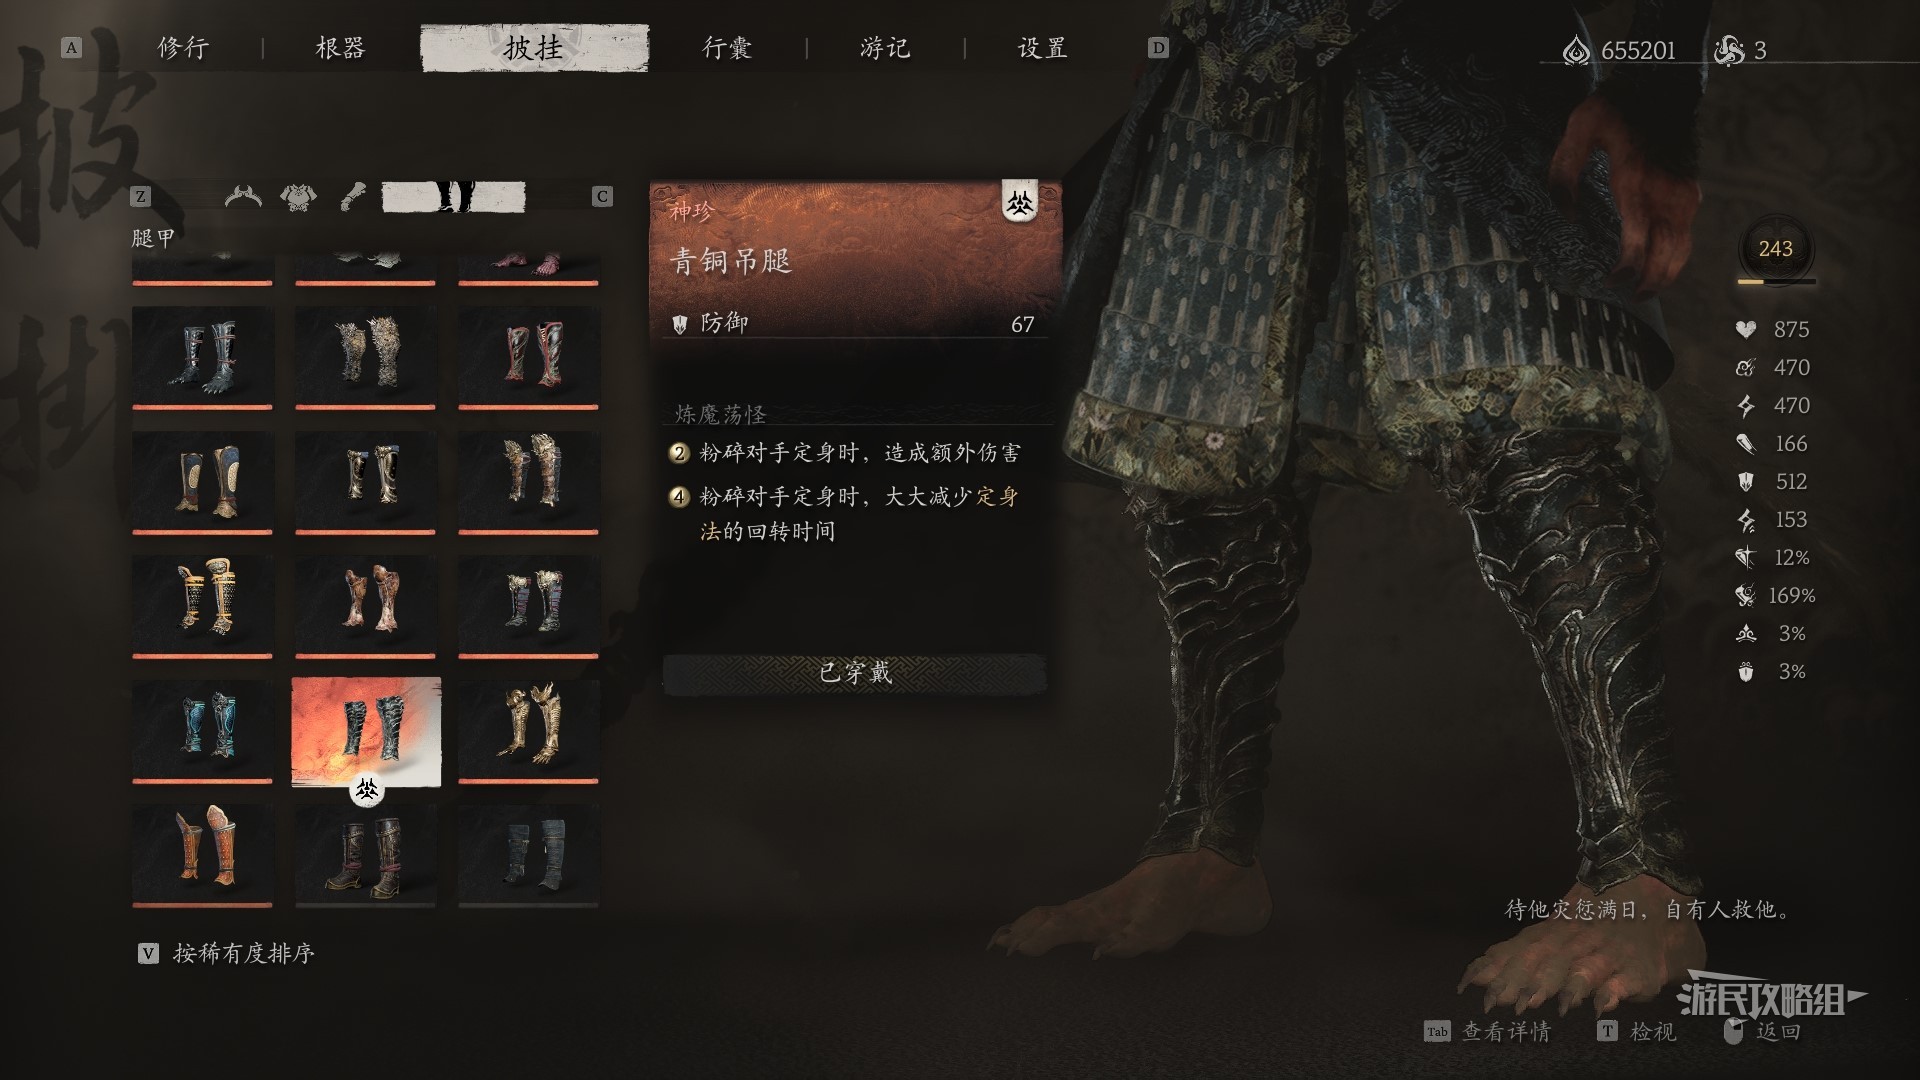 A 修行 根器 披挂 行囊 游记 设置 D 655201 3
披挂
Z C
腿甲
神珍
青铜吊腿
防御 67
炼魔荡怪
2 粉碎对手定身时，造成额外伤害
4 粉碎对手定身时，大大减少定身
法的回转时间
已穿戴
243
875
470
470
166
512
153
12%
169%
3%
3%
待他灾愆满日，自有人救他。
V 按稀有度排序
游民攻略组
Tab 查看详情 T 检视 返回